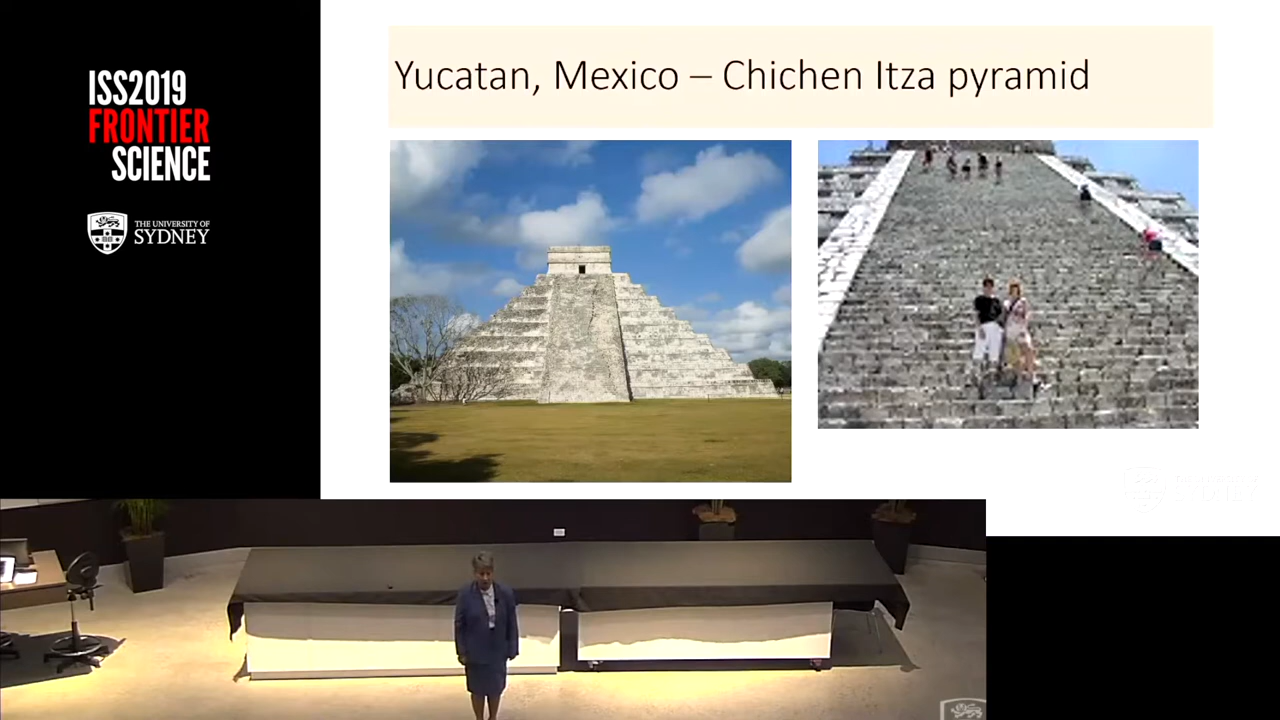 ISS2019
FRONTIER
SCIENCE
THE UNIVERSITY OF
SYDNEY
Yucatan, Mexico – Chichen Itza pyramid